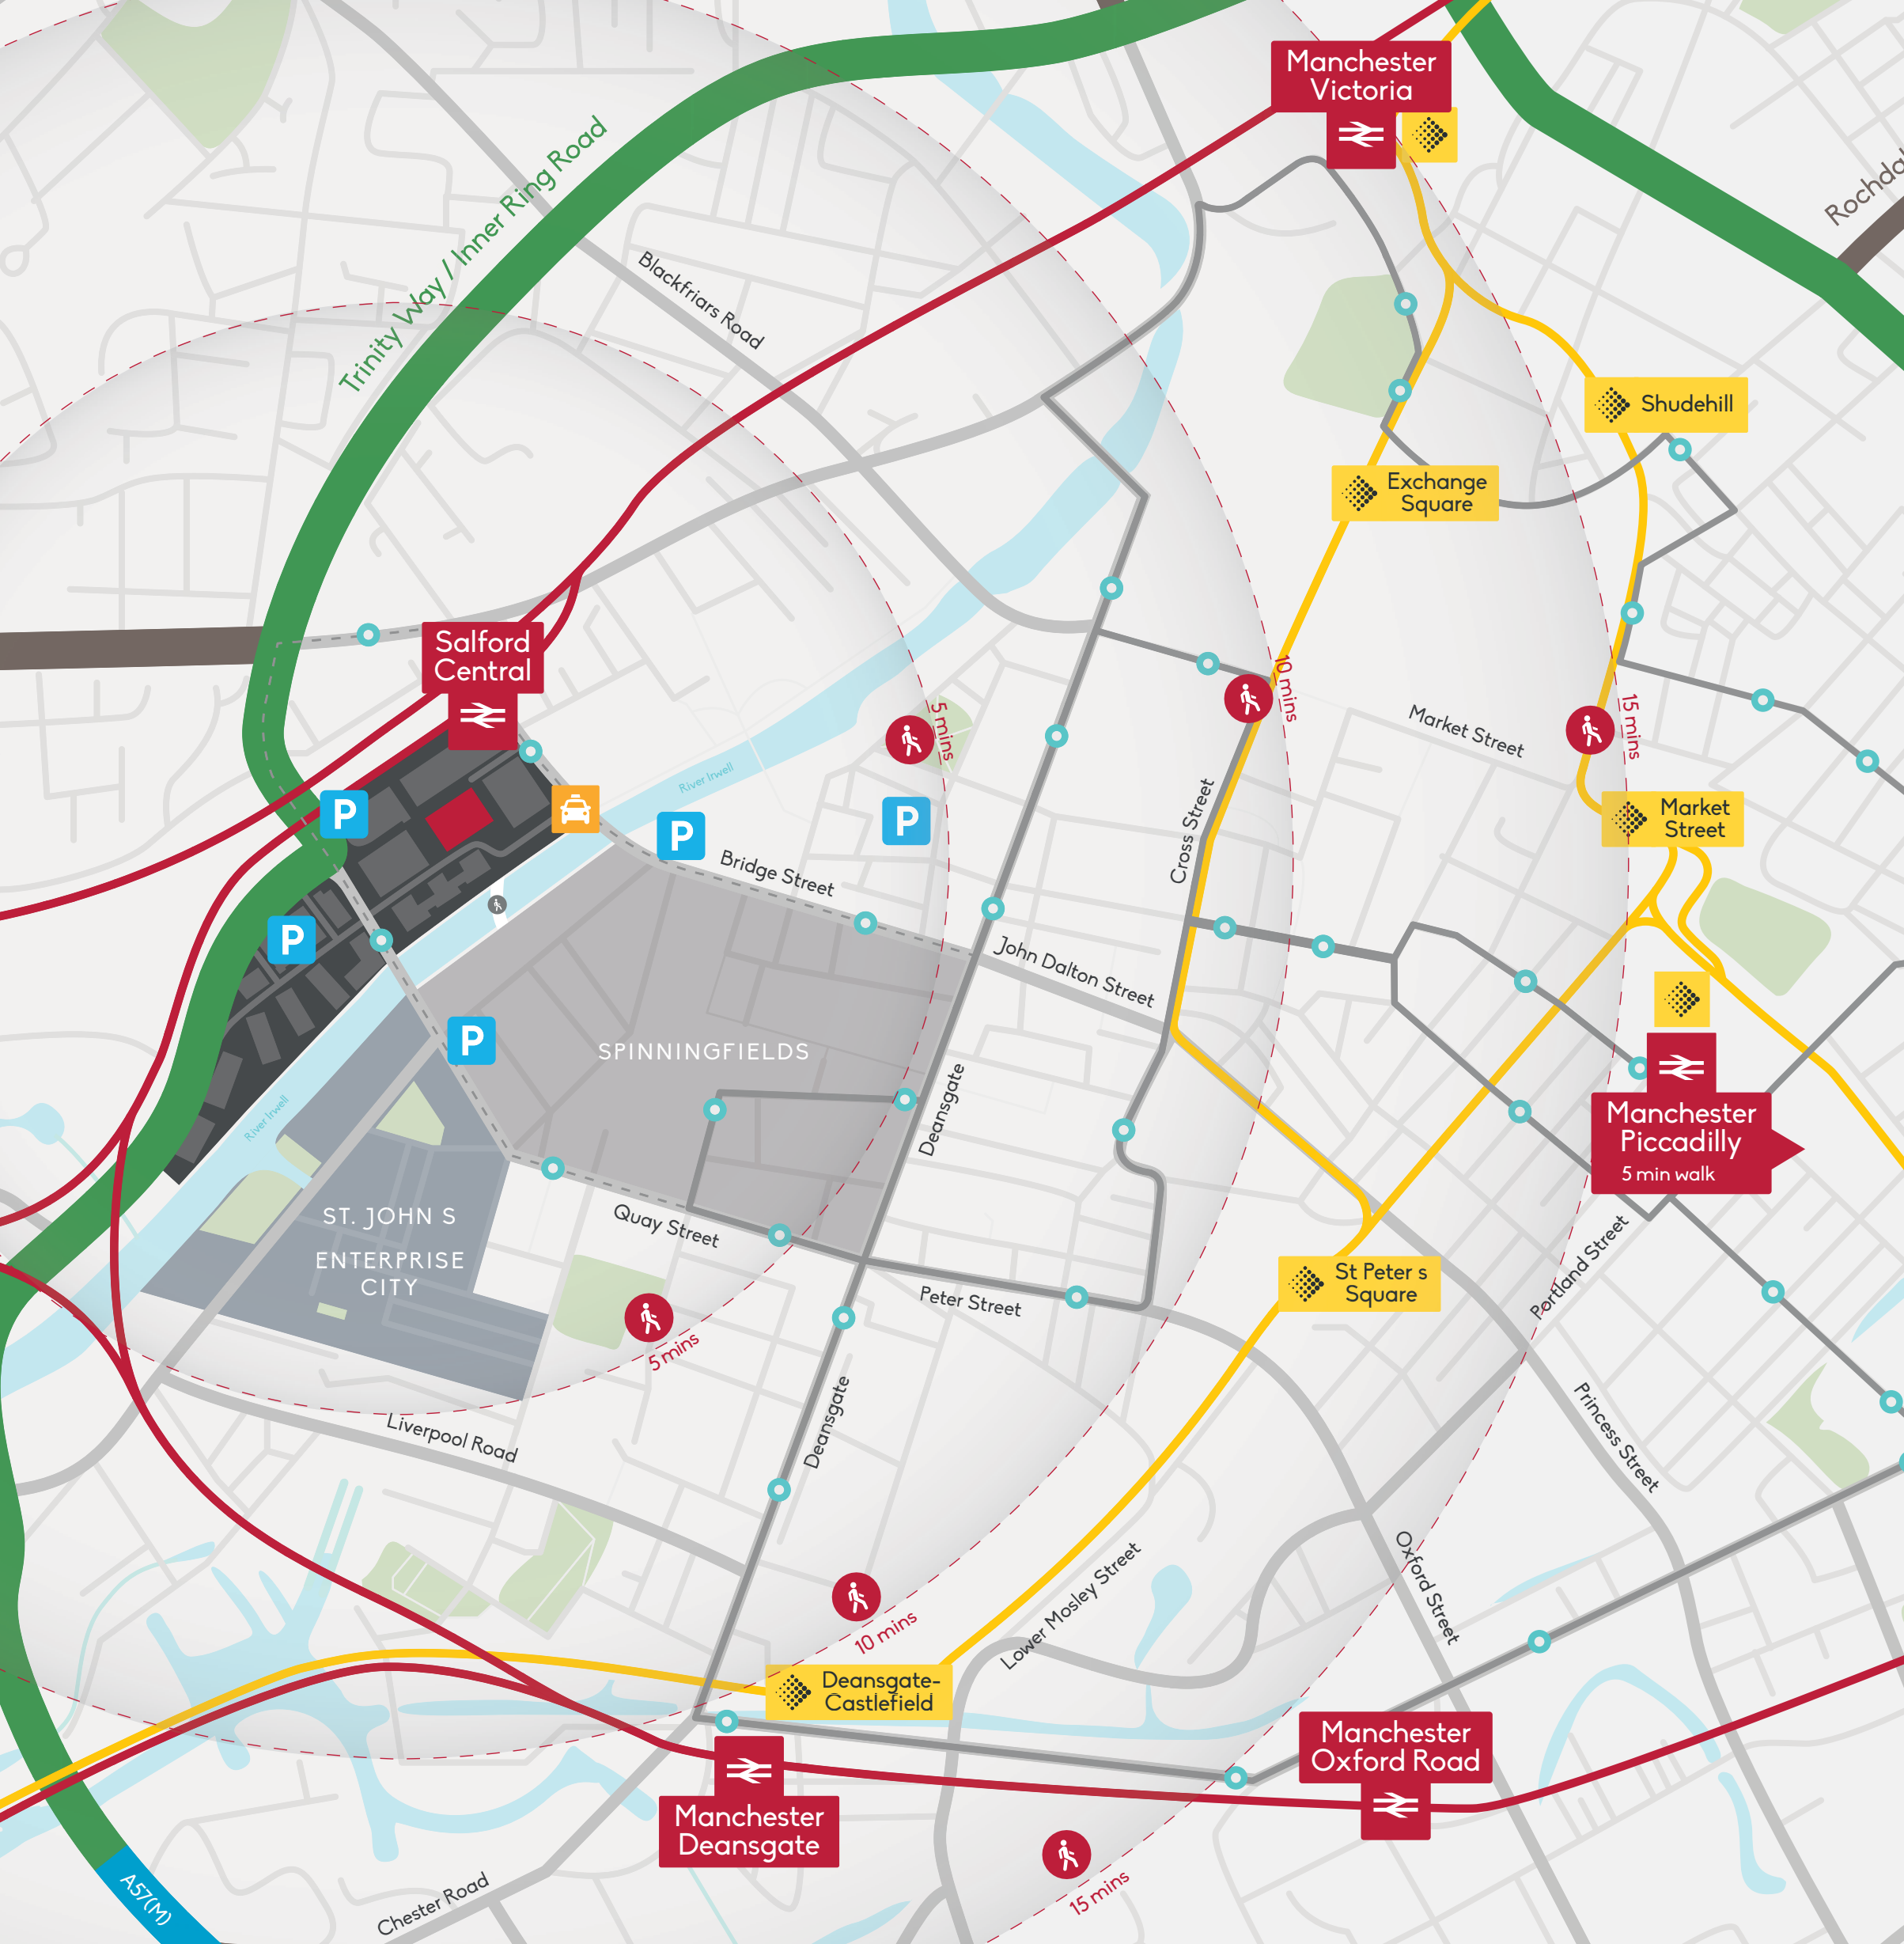 Manchester
Victoria
Trinity Way / Inner Ring Road
Rochda
Blackfriars Road
Shudehill
Exchange
Square
Salford
Central
10 mins
5 mins
15 mins
Market Street
River Irwell
P
P
P
Cross Street
Market
Street
Bridge Street
P
John Dalton Street
P
SPINNINGFIELDS
Deansgate
River Irwell
Manchester
Piccadilly
5 min walk
ST. JOHN S
ENTERPRISE
CITY
Quay Street
Peter Street
St Peter s
Square
Portland Street
5 mins
Deansgate
Liverpool Road
Princess Street
Oxford Street
Lower Mosley Street
10 mins
Deansgate-
Castlefield
Manchester
Oxford Road
Manchester
Deansgate
A57(M)
Chester Road
15 mins